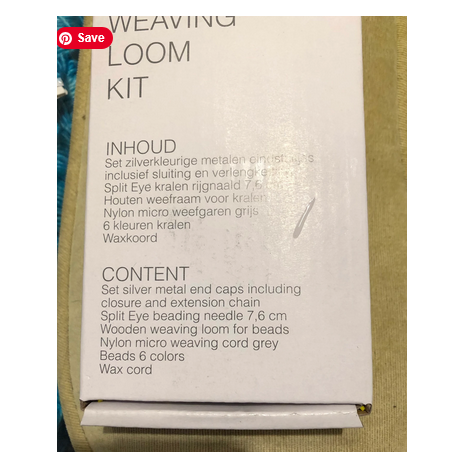 Save
WEAVING
LOOM
KIT
INHOUD
Set zilverkleurige metalen
inclusief sluiting en
Split Eye kralen rijgnaald 7,6
Houten weefraam voor
Nylon micro weefgaren grijs
6 kleuren kralen
Waxkoord
CONTENT
Set silver metal end caps including
closure and extension chain
Split Eye beading needle 7,6 cm
Wooden weaving loom for beads
Nylon micro weaving cord grey
Beads 6 colors
Wax cord